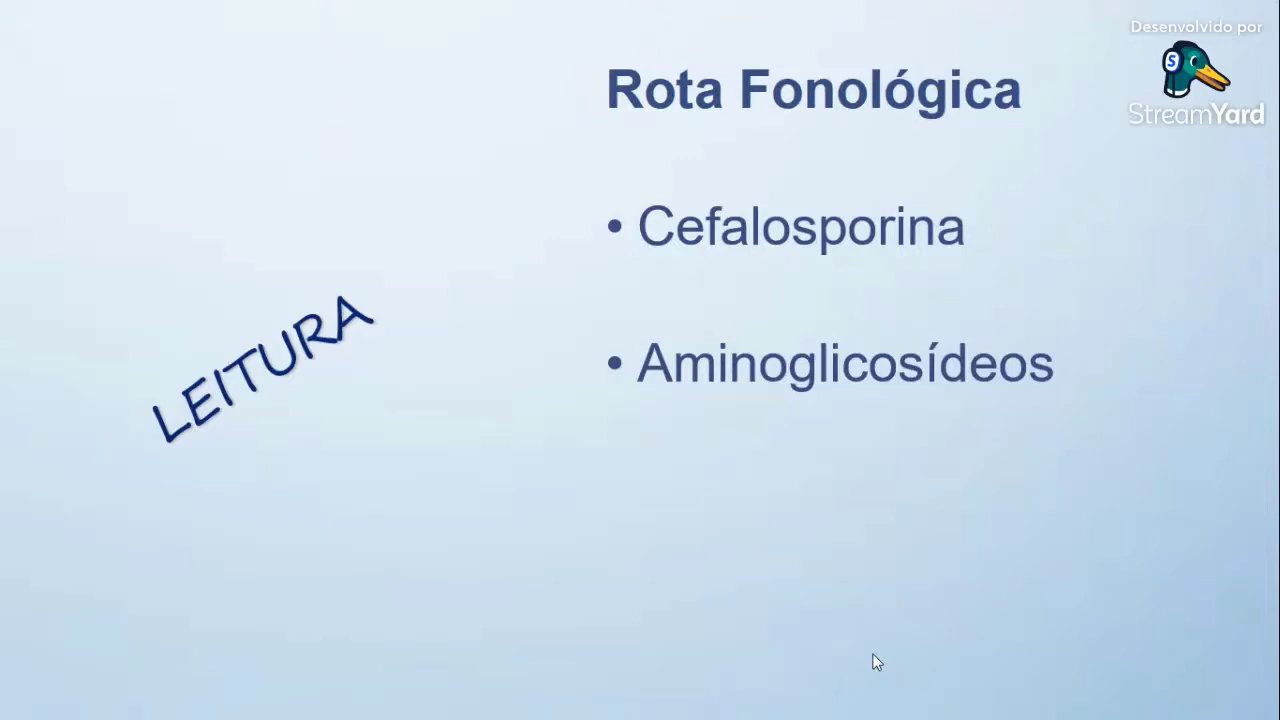 Desenvolvido por
StreamYard
Rota Fonológica
• Cefalosporina
LEITURA
• Aminoglicosídeos